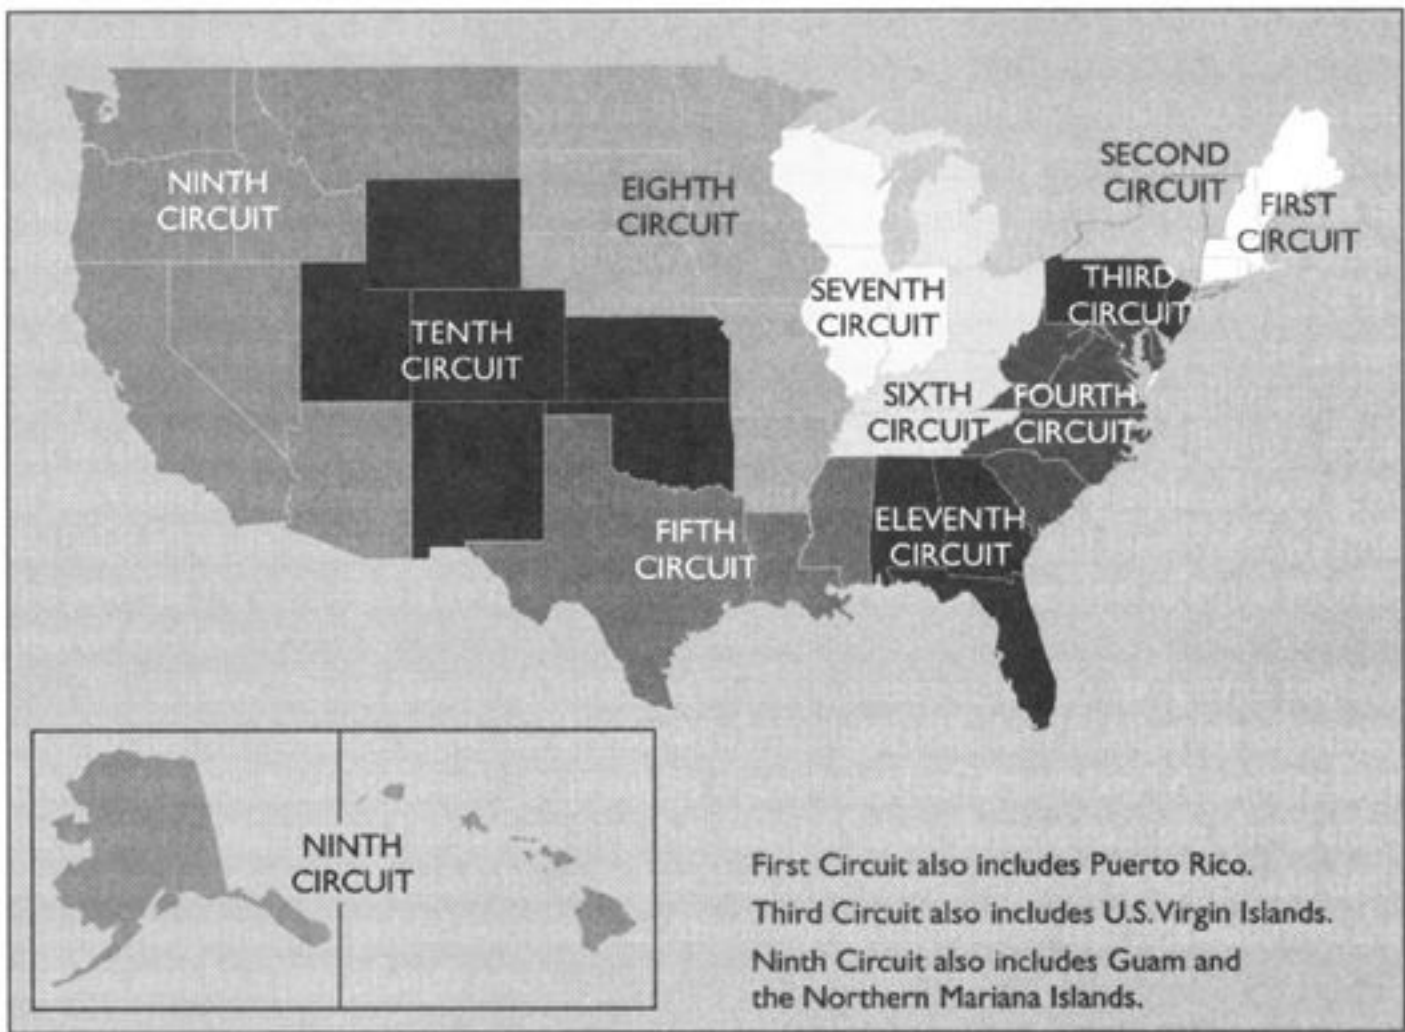 NINTH
CIRCUIT
EIGHTH
CIRCUIT
SECOND
CIRCUIT
FIRST
CIRCUIT
SEVENTH
CIRCUIT
THIRD
CIRCUIT
TENTH
CIRCUIT
SIXTH
CIRCUIT
FOURTH
CIRCUIT
FIFTH
CIRCUIT
ELEVENTH
CIRCUIT
NINTH
CIRCUIT
First Circuit also includes Puerto Rico.
Third Circuit also includes U.S. Virgin Islands.
Ninth Circuit also includes Guam and
the Northern Mariana Islands.